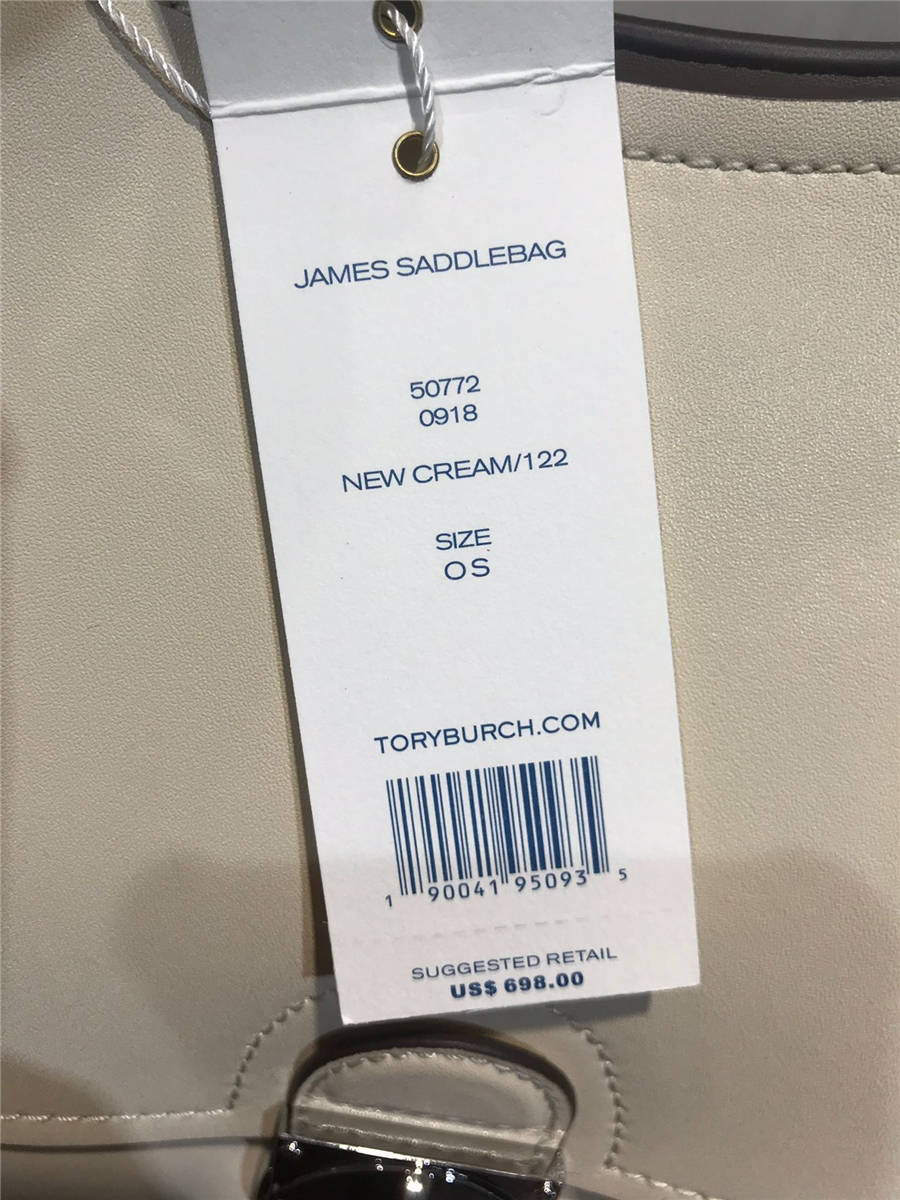 JAMES SADDLEBAG
50772
0918
NEW CREAM/122
SIZE
OS
TORYBURCH.COM
1 90041 95093 5
SUGGESTED RETAIL
US$ 698.00